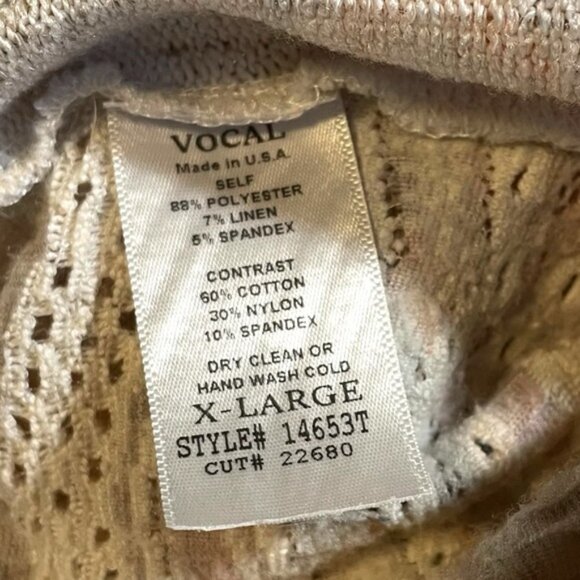 VOCAL
Made in U.S.A.
SELF
88% POLYESTER
7% LINEN
5% SPANDEX
CONTRAST
60% COTTON
30% NYLON
10% SPANDEX
DRY CLEAN OR
HAND WASH COLD
X-LARGE
STYLE# 14653T
CUT# 22680